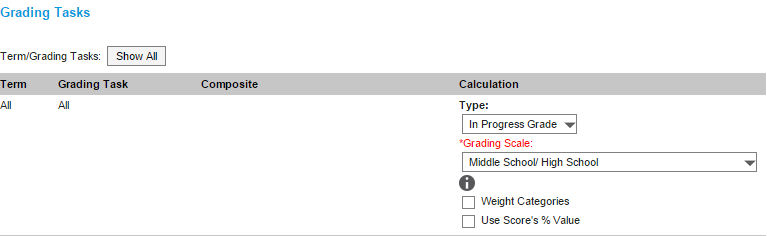 Grading Tasks
Term/Grading Tasks: Show All
Term Grading Task Composite Calculation
All All Type:
In Progress Grade
*Grading Scale:
Middle School/ High School
i
Weight Categories
Use Score's % Value